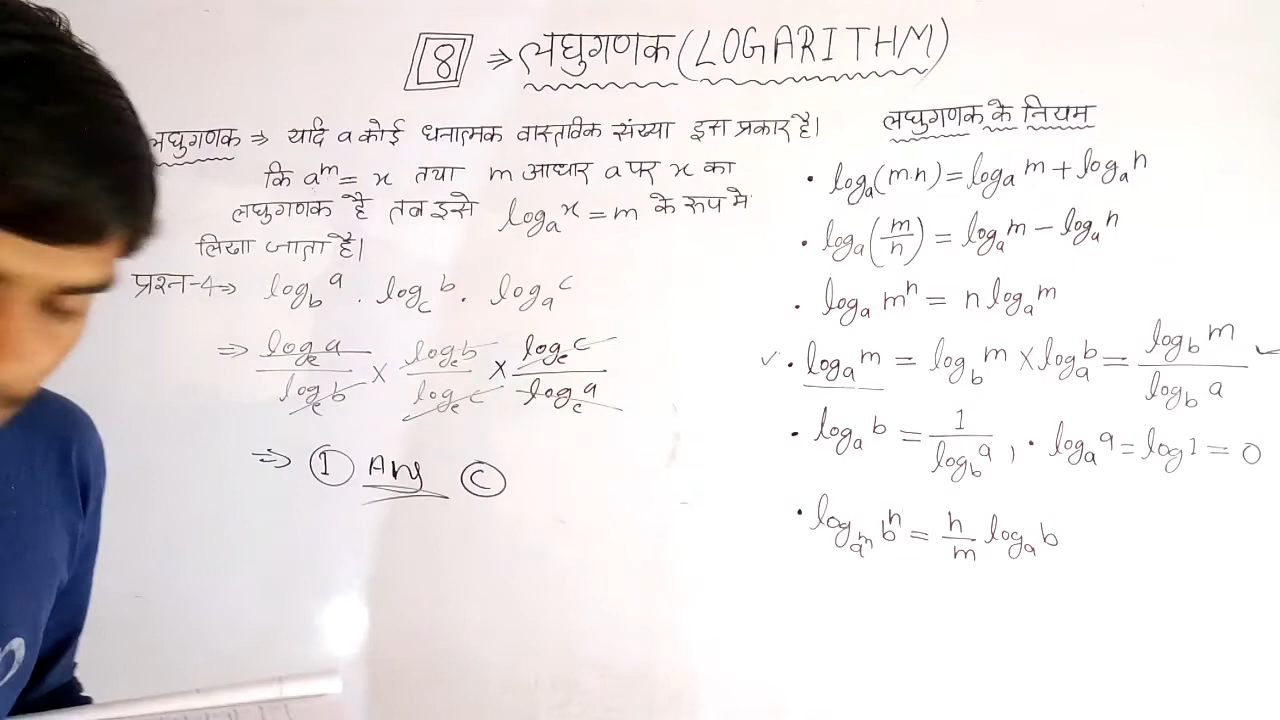 8 ⇒ लघुगणक (LOGARITHM)
लघुगणक ⇒ यदि a कोई धनात्मक वास्तविक संख्या इस प्रकार है।
कि a^m = x तथा m आधार a पर x का
लघुगणक है तब इसे log_a x = m के रूप मे
लिखा जाता है।
प्रश्न-4 ⇒ log_b a . log_c b . log_a c
⇒ log_e a / log_e b × log_e b / log_e c × log_e c / log_e a
⇒ 1 Ans C
लघुगणक के नियम
• log_a (m.n) = log_a m + log_a n
• log_a (m/n) = log_a m − log_a n
• log_a m^n = n log_a m
✓ • log_a m = log_b m × log_a b = log_b m / log_b a ✓
• log_a b = 1 / log_b a , • log_a a = log 1 = 0
• log_a^m b^n = n/m log_a b